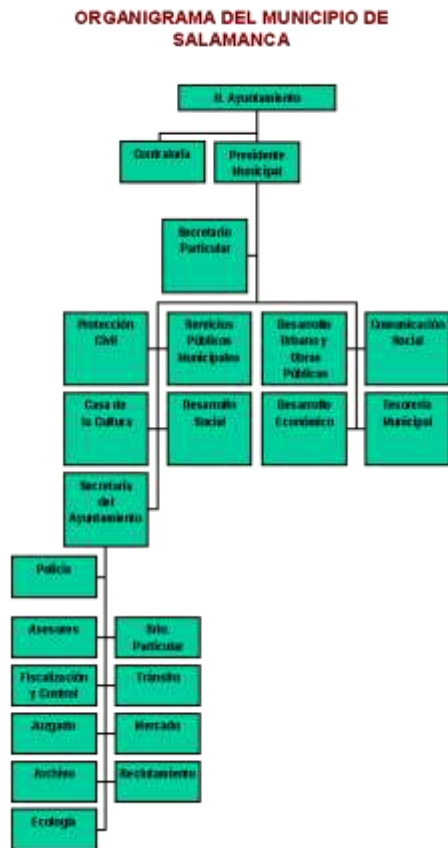 ORGANIGRAMA DEL MUNICIPIO DE
SALAMANCA
H. Ayuntamiento
Contraloría
Presidente
Municipal
Secretario
Particular
Protección
Civil
Servicios
Públicos
Municipales
Desarrollo
Urbano y
Obras
Públicas
Comunicación
Social
Casa de
la Cultura
Desarrollo
Social
Desarrollo
Económico
Tesorería
Municipal
Secretaría
del
Ayuntamiento
Policía
Asesores
Srio.
Particular
Fiscalización
y Control
Tránsito
Juzgado
Mercado
Archivo
Reclutamiento
Ecología